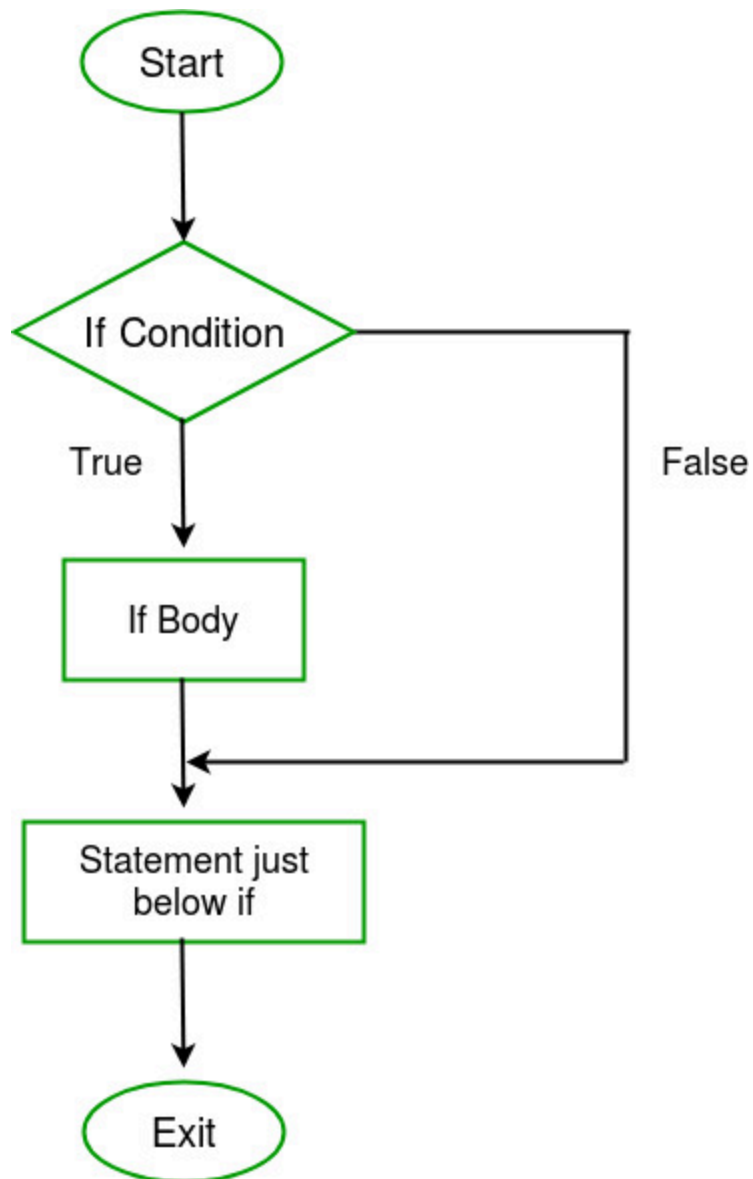 Start
If Condition
True
False
If Body
Statement just
below if
Exit